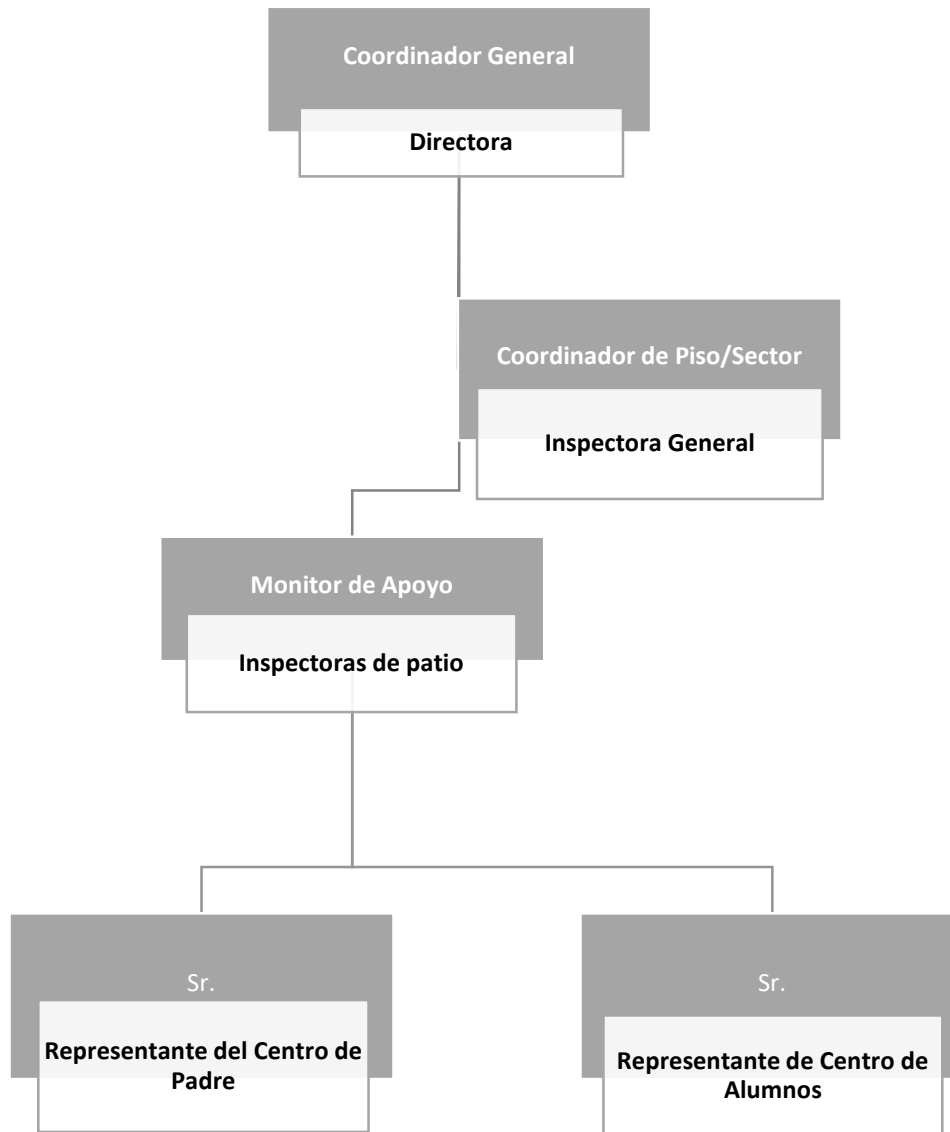 Coordinador General
Directora
Coordinador de Piso/Sector
Inspectora General
Monitor de Apoyo
Inspectoras de patio
Sr.
Representante del Centro de
Padre
Sr.
Representante de Centro de
Alumnos